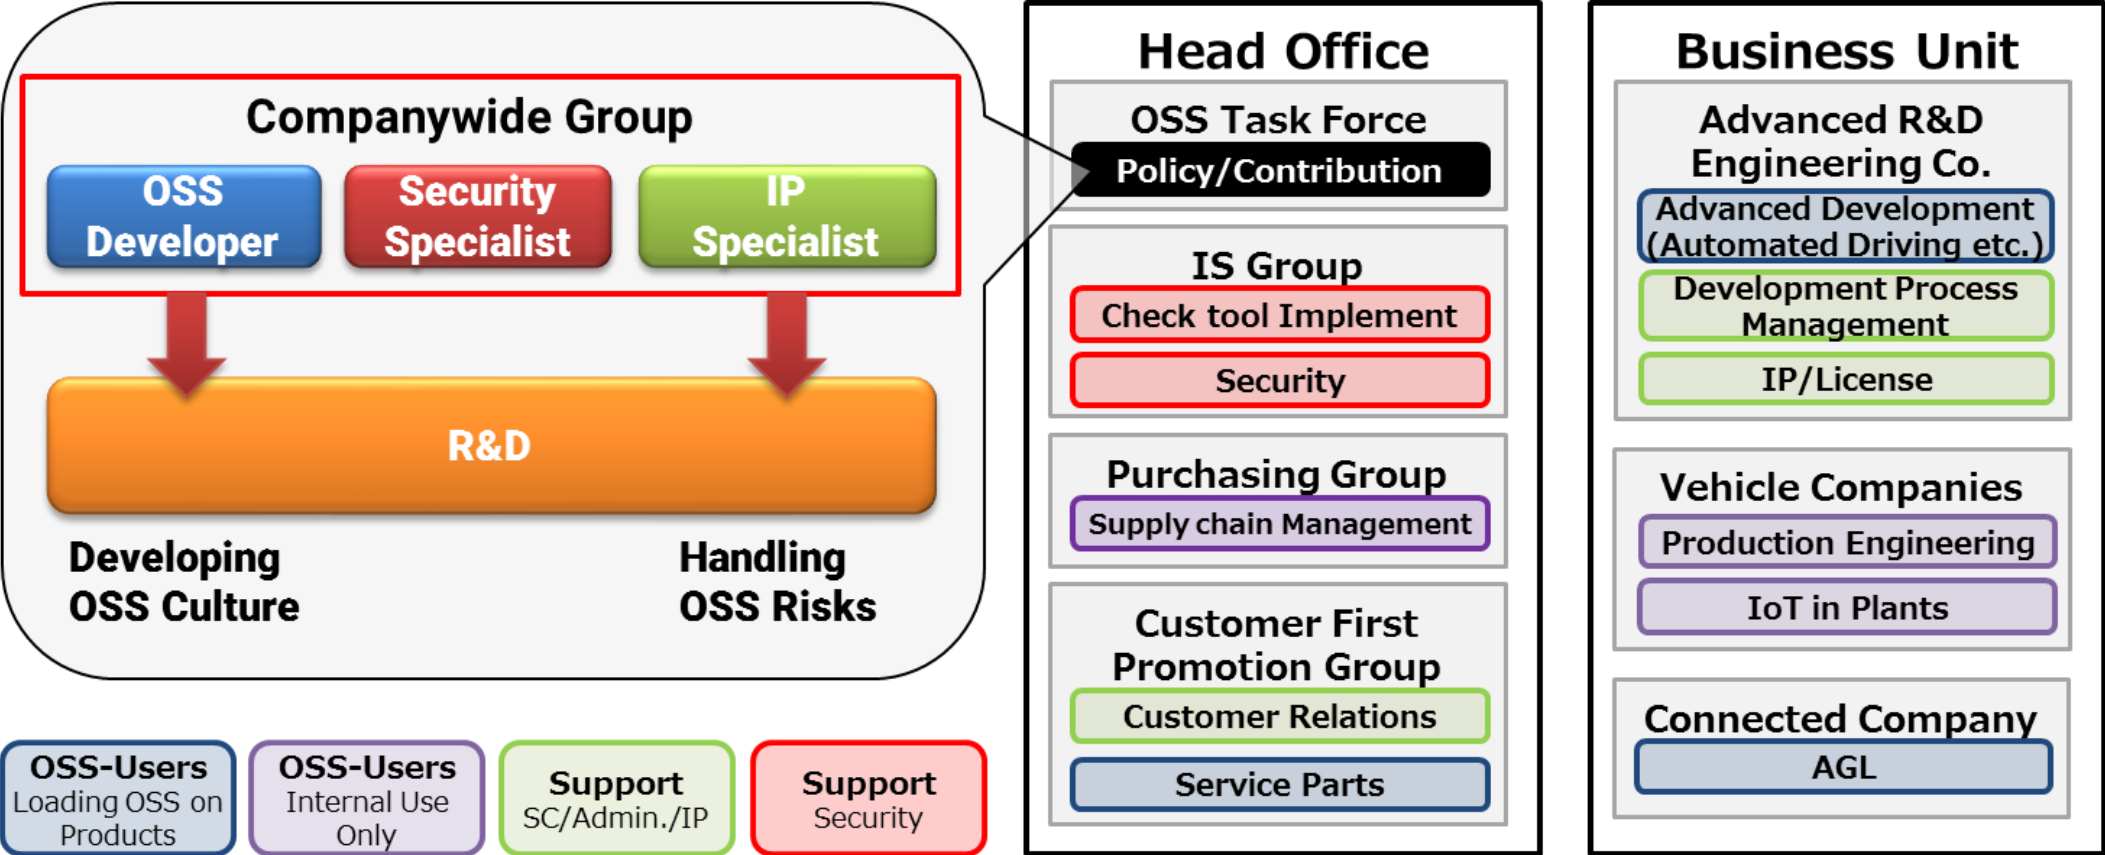 Companywide Group
OSS
Developer
Security
Specialist
IP
Specialist
R&D
Developing
OSS Culture
Handling
OSS Risks
OSS-Users
Loading OSS on
Products
OSS-Users
Internal Use
Only
Support
SC/Admin./IP
Support
Security
Head Office
OSS Task Force
Policy/Contribution
IS Group
Check tool Implement
Security
Purchasing Group
Supply chain Management
Customer First
Promotion Group
Customer Relations
Service Parts
Business Unit
Advanced R&D
Engineering Co.
Advanced Development
(Automated Driving etc.)
Development Process
Management
IP/License
Vehicle Companies
Production Engineering
IoT in Plants
Connected Company
AGL